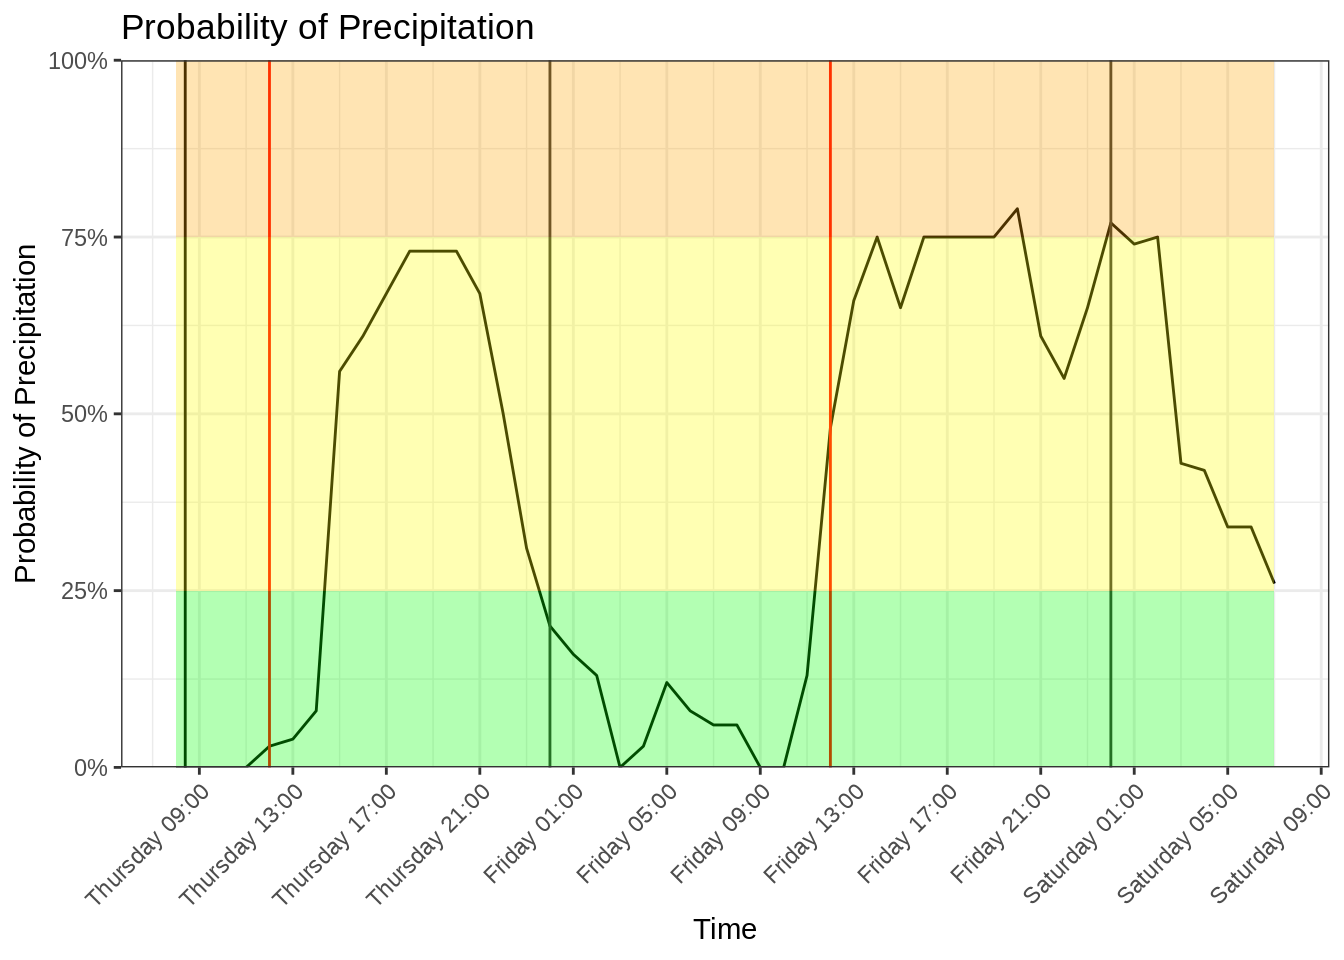 Probability of Precipitation
Probability of Precipitation
100%
75%
50%
25%
0%
Thursday 09:00
Thursday 13:00
Thursday 17:00
Thursday 21:00
Friday 01:00
Friday 05:00
Friday 09:00
Friday 13:00
Friday 17:00
Friday 21:00
Saturday 01:00
Saturday 05:00
Saturday 09:00
Time